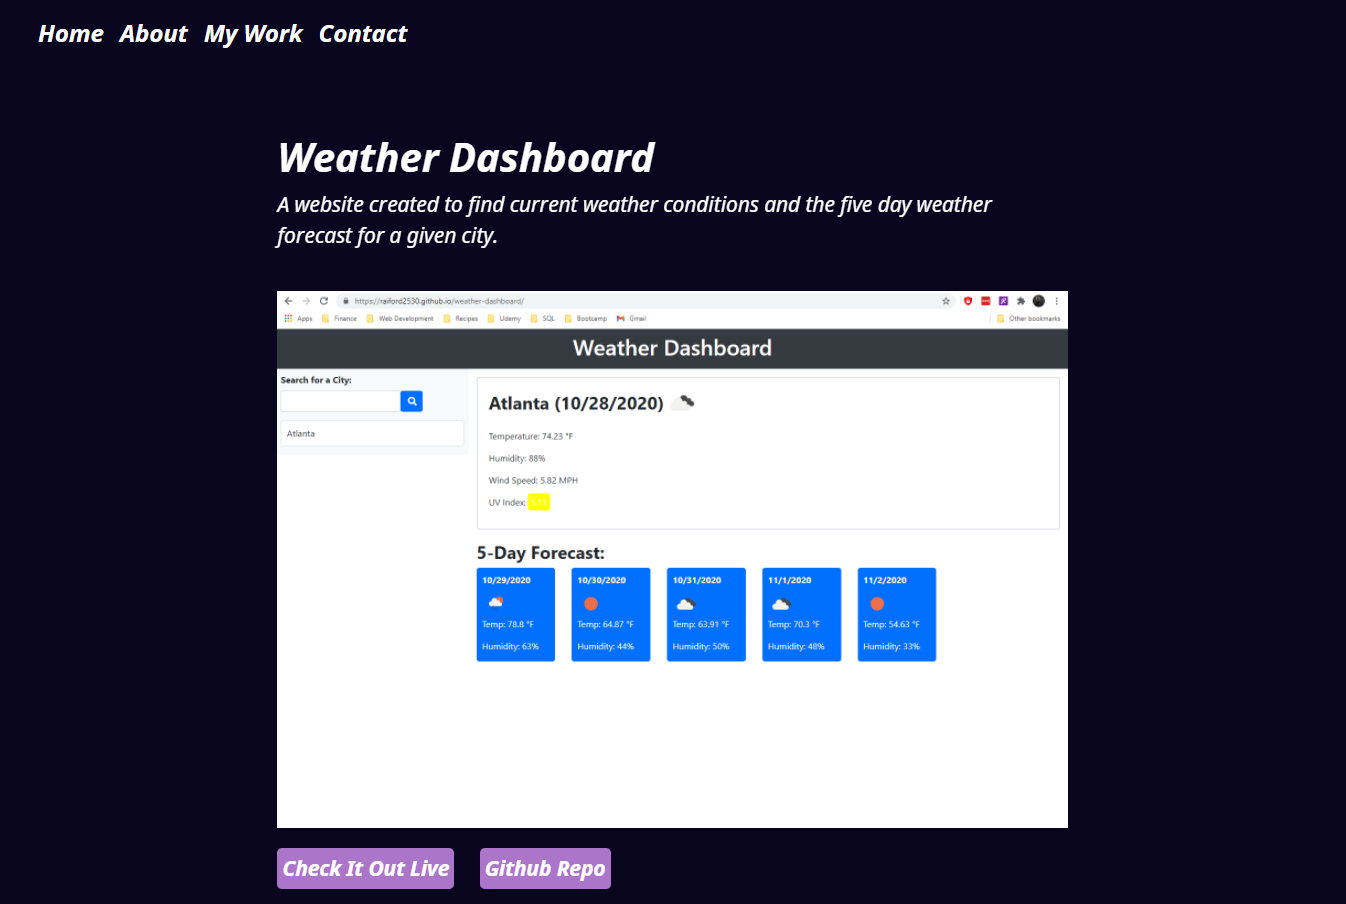 Home About My Work Contact
Weather Dashboard
A website created to find current weather conditions and the five day weather
forecast for a given city.
https://raiford2530.github.io/weather-dashboard/
Apps Finance Web Development Recipes Udemy SQL Bootcamp Gmail Other bookmarks
Weather Dashboard
Search for a City:
Atlanta
Atlanta (10/28/2020)
Temperature: 74.23 °F
Humidity: 88%
Wind Speed: 5.82 MPH
UV Index:
5-Day Forecast:
10/29/2020 10/30/2020 10/31/2020 11/1/2020 11/2/2020
Temp: 78.8 °F Temp: 64.87 °F Temp: 63.91 °F Temp: 70.3 °F Temp: 54.63 °F
Humidity: 63% Humidity: 44% Humidity: 50% Humidity: 48% Humidity: 33%
Check It Out Live Github Repo